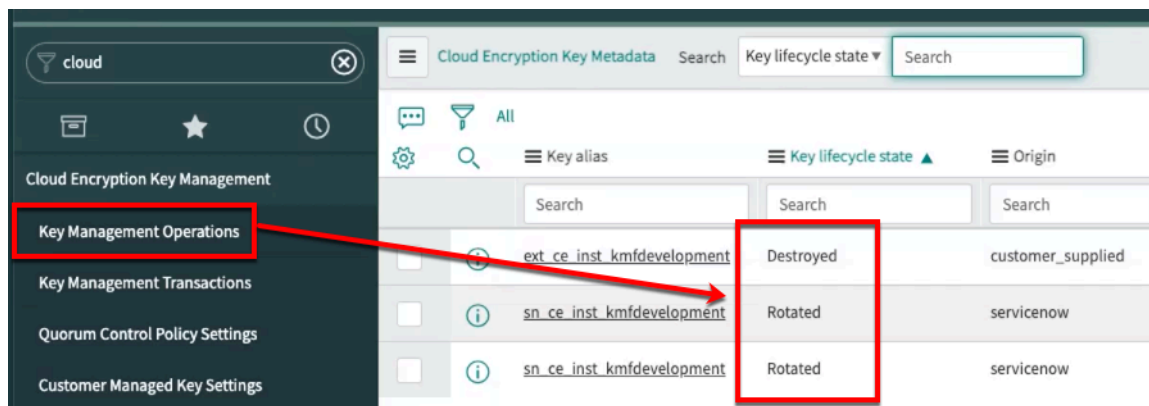 cloud
Cloud Encryption Key Management
Key Management Operations
Key Management Transactions
Quorum Control Policy Settings
Customer Managed Key Settings
Cloud Encryption Key Metadata Search Key lifecycle state ▼ Search
All
Key alias Key lifecycle state ▲ Origin
Search Search Search
ext_ce_inst_kmfdevelopment Destroyed customer_supplied
sn_ce_inst_kmfdevelopment Rotated servicenow
sn_ce_inst_kmfdevelopment Rotated servicenow